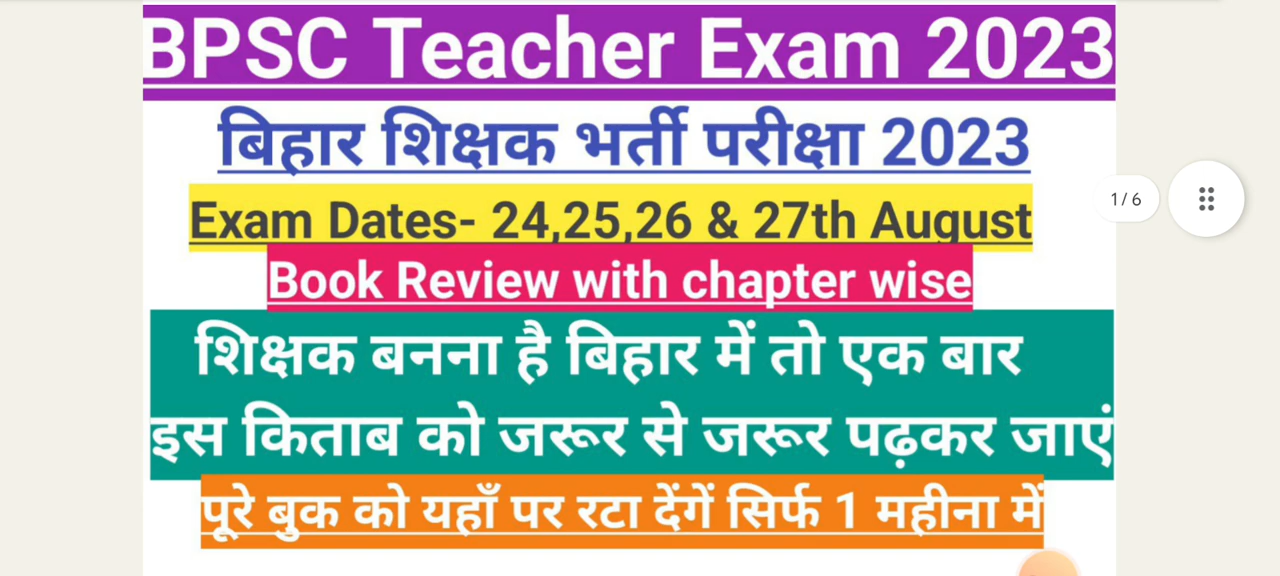 BPSC Teacher Exam 2023
बिहार शिक्षक भर्ती परीक्षा 2023
Exam Dates- 24,25,26 & 27th August
1/6
Book Review with chapter wise
शिक्षक बनना है बिहार में तो एक बार
इस किताब को जरूर से जरूर पढ़कर जाएं
पूरे बुक को यहाँ पर रटा देंगें सिर्फ 1 महीना में